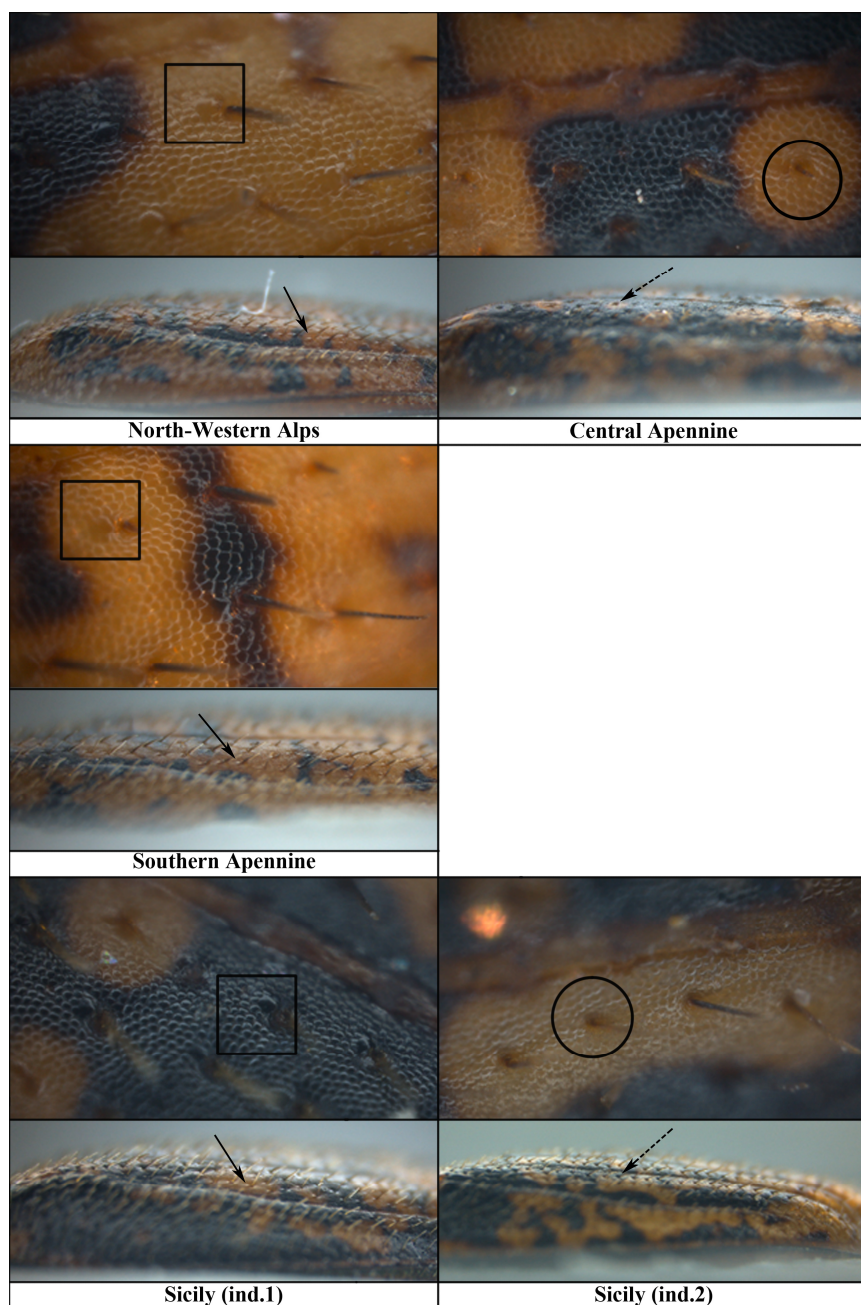 North-Western Alps
Central Apennine
Southern Apennine
Sicily (ind.1)
Sicily (ind.2)